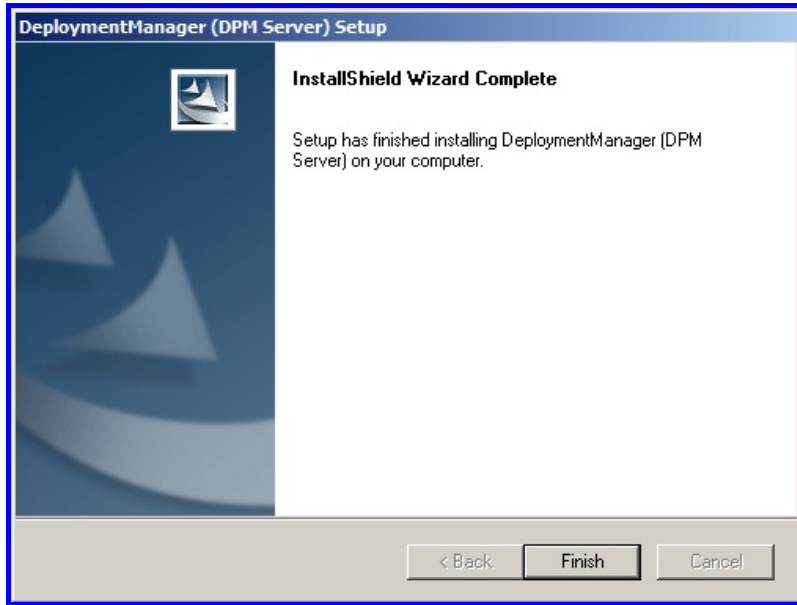 DeploymentManager (DPM Server) Setup
InstallShield Wizard Complete
Setup has finished installing DeploymentManager (DPM
Server) on your computer.
< Back
Finish
Cancel